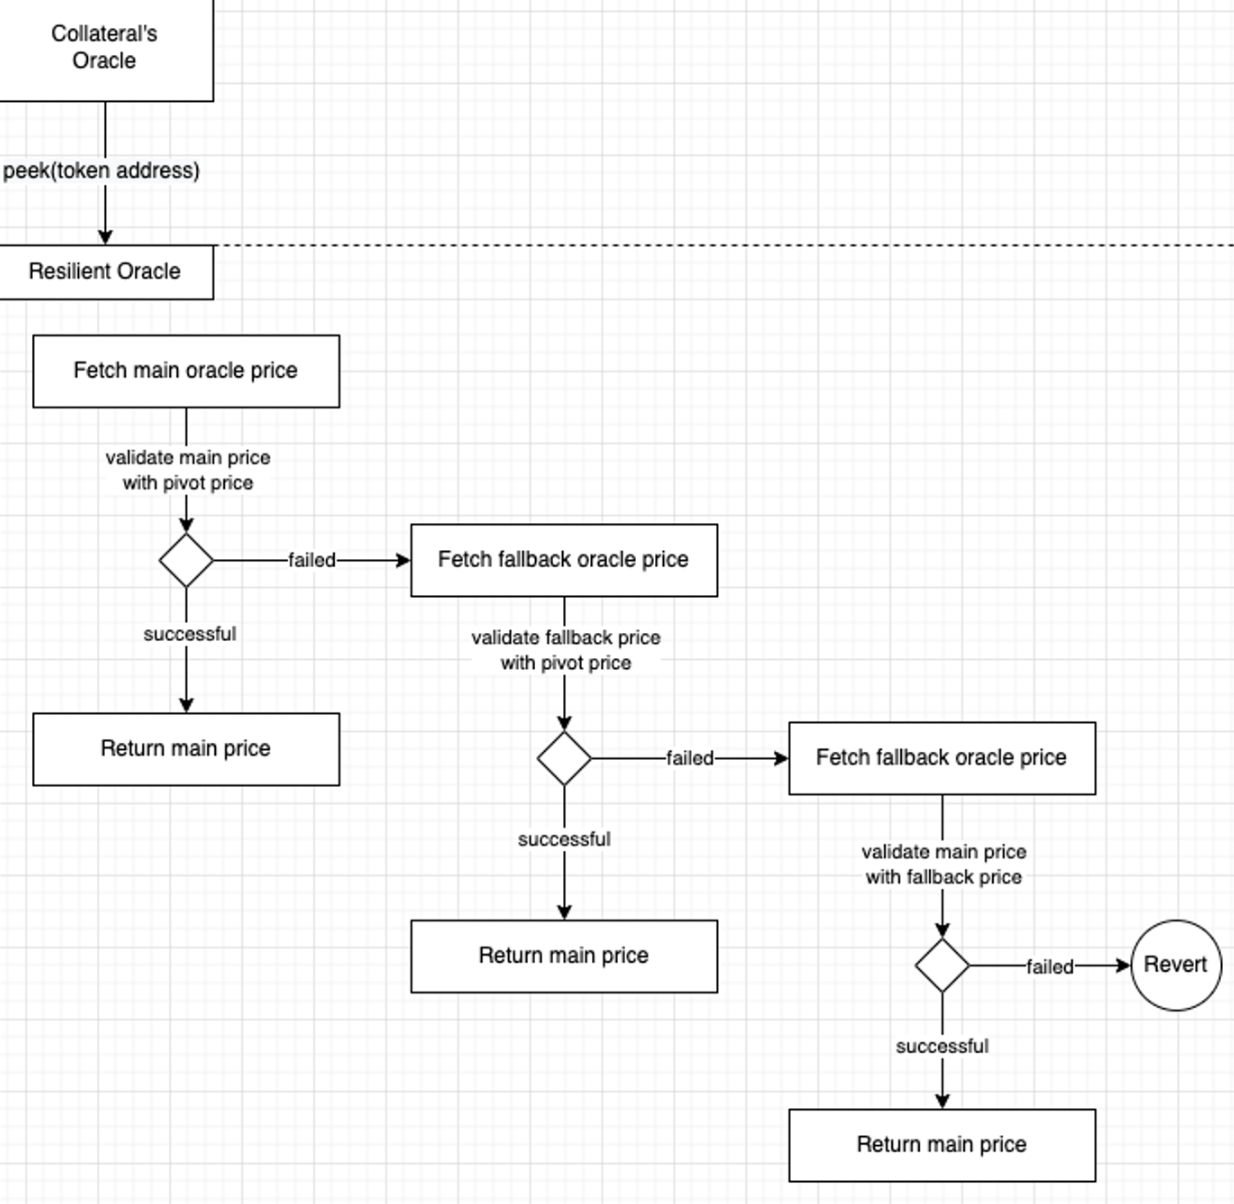 Collateral's
Oracle
peek(token address)
Resilient Oracle
Fetch main oracle price
validate main price
with pivot price
failed
Fetch fallback oracle price
successful
validate fallback price
with pivot price
Return main price
failed
Fetch fallback oracle price
successful
validate main price
with fallback price
Return main price
failed
Revert
successful
Return main price